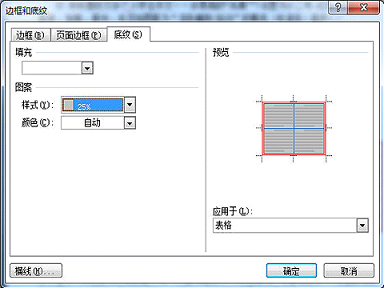 边框和底纹
边框(B) 页面边框(P) 底纹(S)
填充
图案
样式(Y): 25%
颜色(C): 自动
预览
应用于(L):
表格
横线(H)... 确定 取消